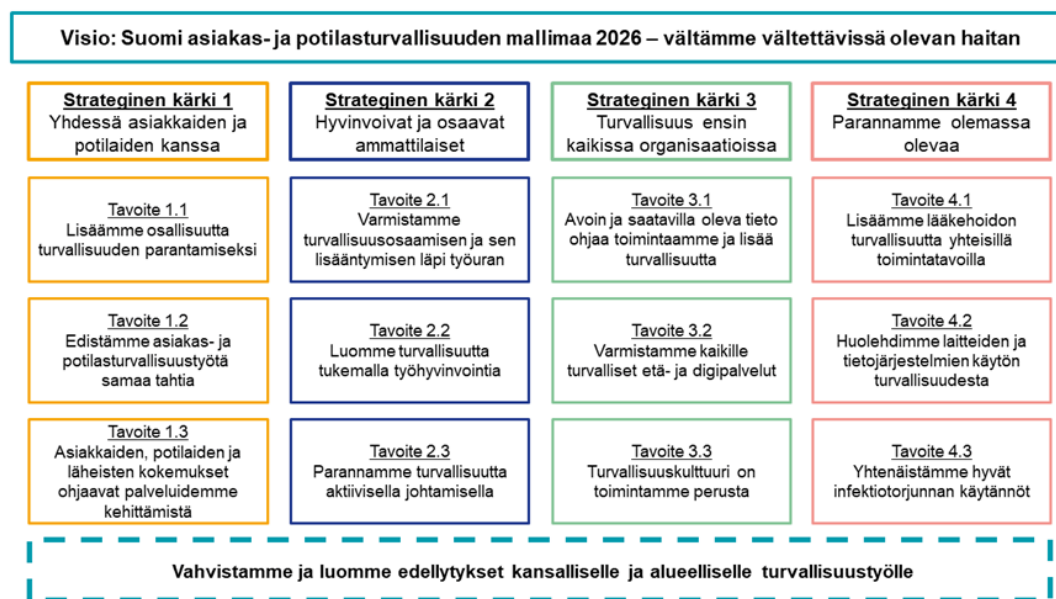 Visio: Suomi asiakas- ja potilasturvallisuuden mallimaa 2026 – vältämme vältettävissä olevan haitan
Strateginen kärki 1
Yhdessä asiakkaiden ja
potilaiden kanssa
Tavoite 1.1
Lisäämme osallisuutta
turvallisuuden parantamiseksi
Tavoite 1.2
Edistämme asiakas- ja
potilasturvallisuustyötä
samaa tahtia
Tavoite 1.3
Asiakkaiden, potilaiden ja
läheisten kokemukset
ohjaavat palveluidemme
kehittämistä
Strateginen kärki 2
Hyvinvoivat ja osaavat
ammattilaiset
Tavoite 2.1
Varmistamme
turvallisuusosaamisen ja sen
lisääntymisen läpi työuran
Tavoite 2.2
Luomme turvallisuutta
tukemalla työhyvinvointia
Tavoite 2.3
Parannamme turvallisuutta
aktiivisella johtamisella
Strateginen kärki 3
Turvallisuus ensin
kaikissa organisaatioissa
Tavoite 3.1
Avoin ja saatavilla oleva tieto
ohjaa toimintaamme ja lisää
turvallisuutta
Tavoite 3.2
Varmistamme kaikille
turvalliset etä- ja digipalvelut
Tavoite 3.3
Turvallisuuskulttuuri on
toimintamme perusta
Strateginen kärki 4
Parannamme olemassa
olevaa
Tavoite 4.1
Lisäämme lääkehoidon
turvallisuutta yhteisillä
toimintatavoilla
Tavoite 4.2
Huolehdimme laitteiden ja
tietojärjestelmien käytön
turvallisuudesta
Tavoite 4.3
Yhtenäistämme hyvät
infektiotorjunnan käytännöt
Vahvistamme ja luomme edellytykset kansalliselle ja alueelliselle turvallisuustyölle